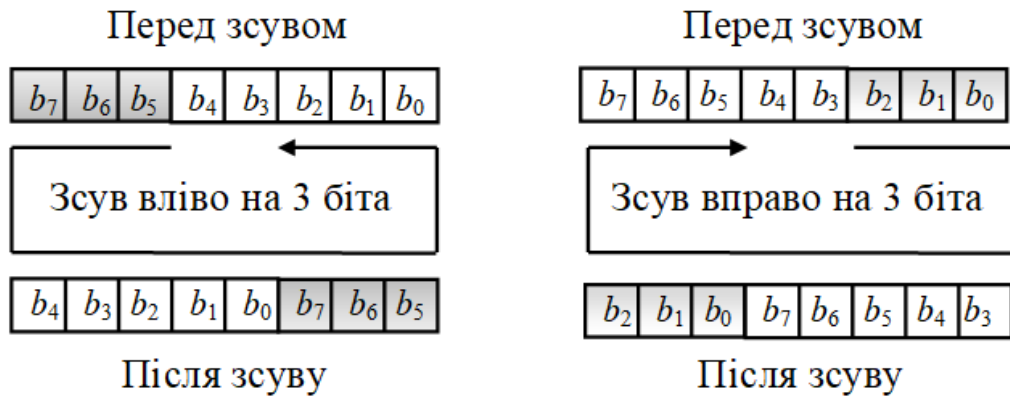 Перед зсувом
b7 b6 b5 b4 b3 b2 b1 b0
Зсув вліво на 3 біта
b4 b3 b2 b1 b0 b7 b6 b5
Після зсуву
Перед зсувом
b7 b6 b5 b4 b3 b2 b1 b0
Зсув вправо на 3 біта
b2 b1 b0 b7 b6 b5 b4 b3
Після зсуву